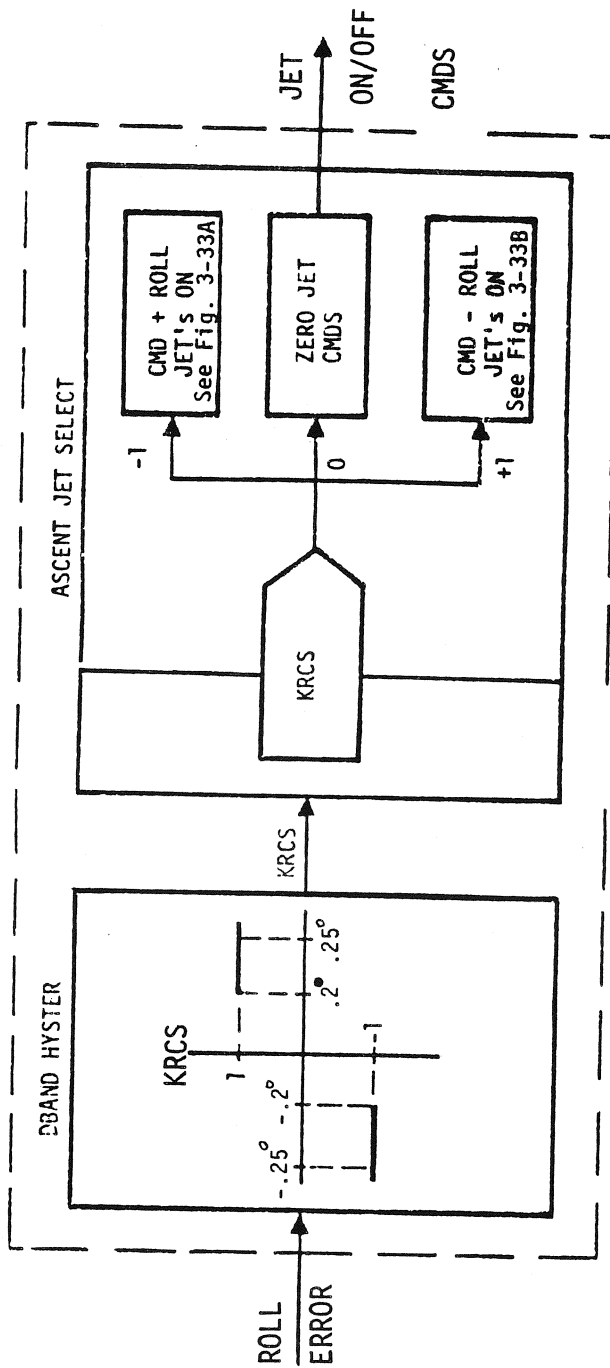 ROLL
ERROR
DBAND HYSTER
KRCS
1
-.25°
-.2°
.2°
.25°
-1
KRCS
ASCENT JET SELECT
KRCS
-1
0
+1
CMD + ROLL
JET's ON
See Fig. 3-33A
ZERO JET
CMDS
CMD - ROLL
JET's ON
See Fig. 3-33B
JET
ON/OFF
CMDS